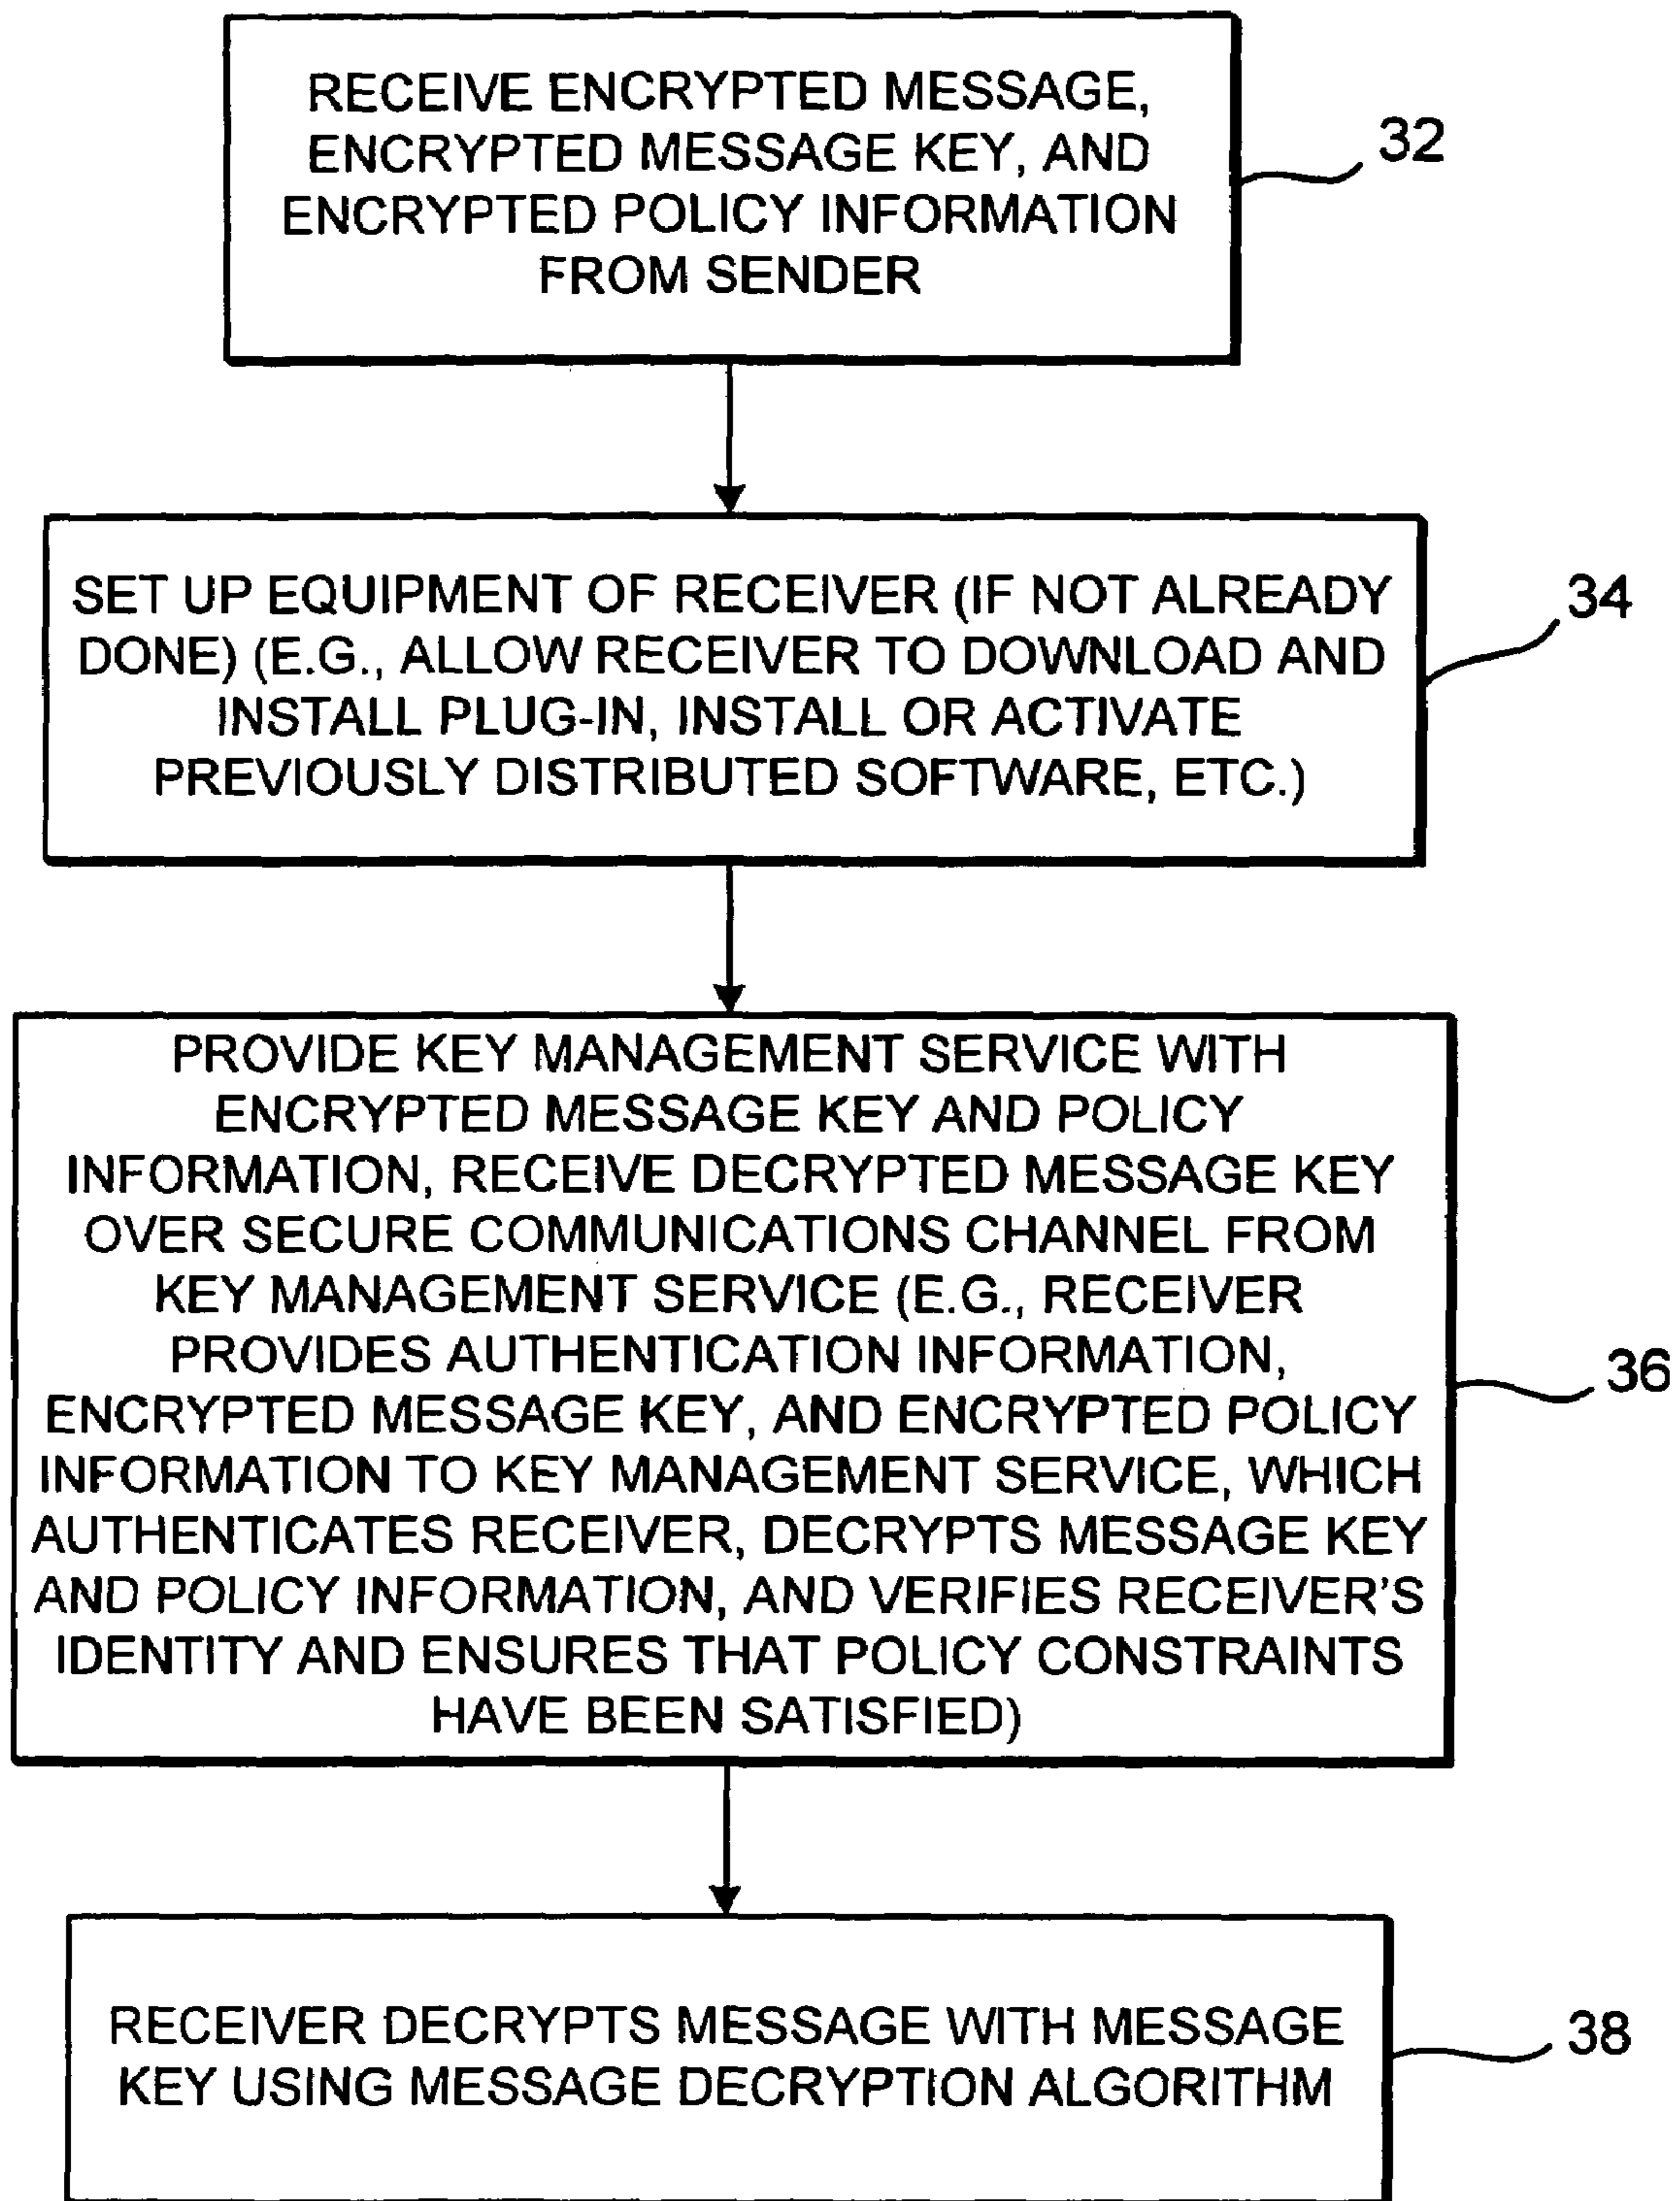 RECEIVE ENCRYPTED MESSAGE,
ENCRYPTED MESSAGE KEY, AND
ENCRYPTED POLICY INFORMATION
FROM SENDER
32
SET UP EQUIPMENT OF RECEIVER (IF NOT ALREADY
DONE) (E.G., ALLOW RECEIVER TO DOWNLOAD AND
INSTALL PLUG-IN, INSTALL OR ACTIVATE
PREVIOUSLY DISTRIBUTED SOFTWARE, ETC.)
34
PROVIDE KEY MANAGEMENT SERVICE WITH
ENCRYPTED MESSAGE KEY AND POLICY
INFORMATION, RECEIVE DECRYPTED MESSAGE KEY
OVER SECURE COMMUNICATIONS CHANNEL FROM
KEY MANAGEMENT SERVICE (E.G., RECEIVER
PROVIDES AUTHENTICATION INFORMATION,
ENCRYPTED MESSAGE KEY, AND ENCRYPTED POLICY
INFORMATION TO KEY MANAGEMENT SERVICE, WHICH
AUTHENTICATES RECEIVER, DECRYPTS MESSAGE KEY
AND POLICY INFORMATION, AND VERIFIES RECEIVER'S
IDENTITY AND ENSURES THAT POLICY CONSTRAINTS
HAVE BEEN SATISFIED)
36
RECEIVER DECRYPTS MESSAGE WITH MESSAGE
KEY USING MESSAGE DECRYPTION ALGORITHM
38